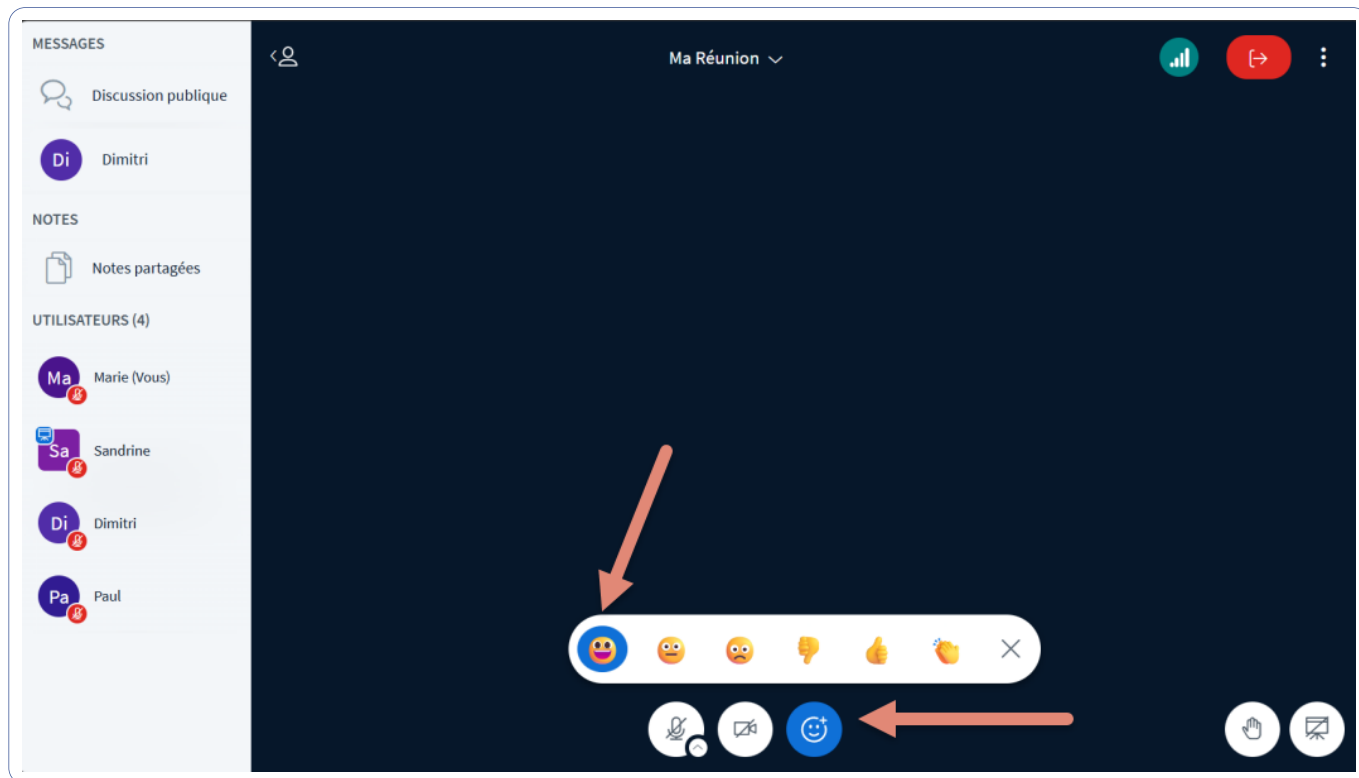 MESSAGES
Discussion publique
Di Dimitri
NOTES
Notes partagées
UTILISATEURS (4)
Ma Marie (Vous)
Sa Sandrine
Di Dimitri
Pa Paul
Ma Réunion